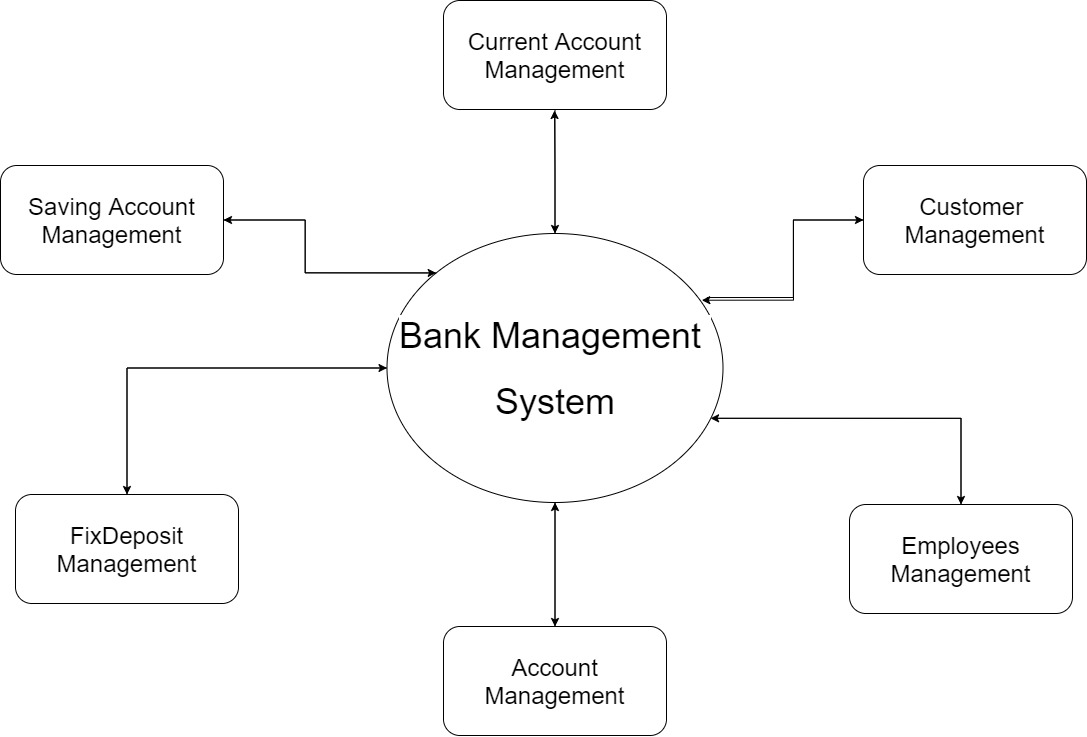 Current Account
Management
Saving Account
Management
Customer
Management
Bank Management
System
FixDeposit
Management
Employees
Management
Account
Management